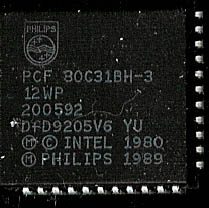 PHILIPS
PCF 80C31BH-3
12WP
200592
DfD9205V6 YU
Ⓜ © INTEL 1980
Ⓜ PHILIPS 1989